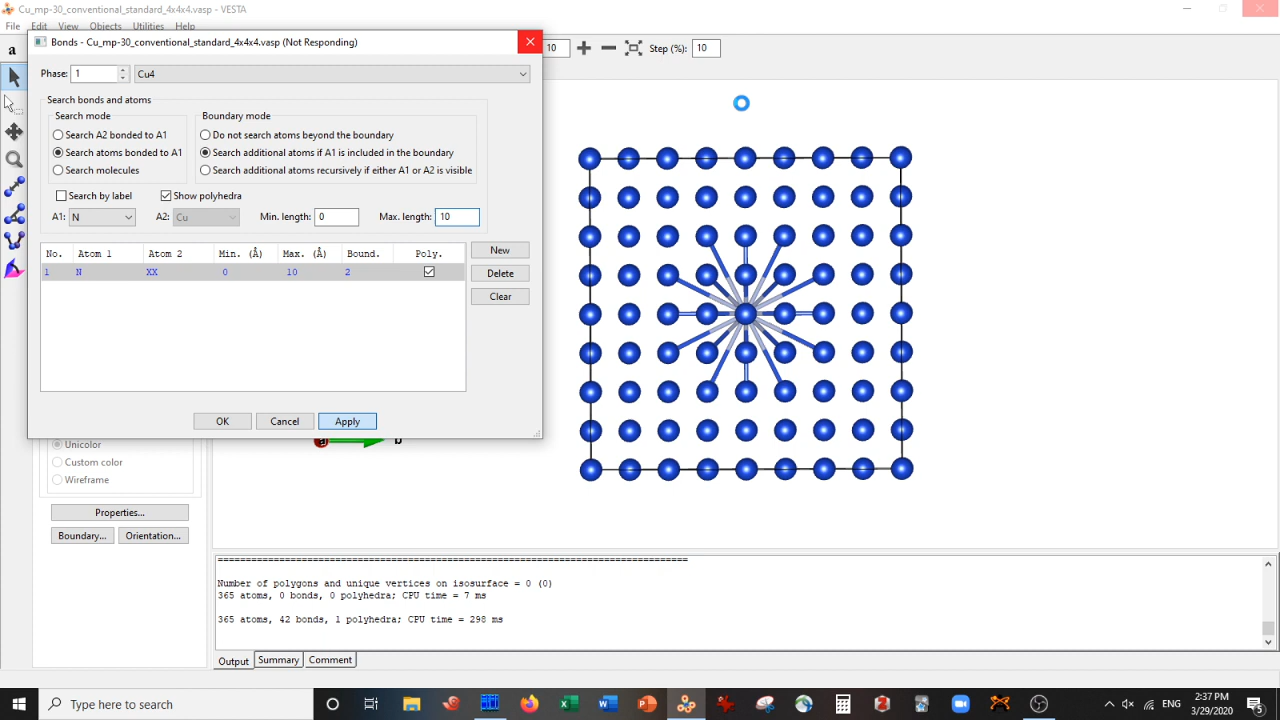 Cu_mp-30_conventional_standard_4x4x4.vasp - VESTA
File Edit View Objects Utilities Help
Bonds - Cu_mp-30_conventional_standard_4x4x4.vasp (Not Responding)
a
10 Step (%): 10
Phase: 1 Cu4
Search bonds and atoms
Search mode Boundary mode
Search A2 bonded to A1 Do not search atoms beyond the boundary
Search atoms bonded to A1 Search additional atoms if A1 is included in the boundary
Search molecules Search additional atoms recursively if either A1 or A2 is visible
Search by label Show polyhedra
A1: N A2: Cu Min. length: 0 Max. length: 10
No. Atom 1 Atom 2 Min. (Å) Max. (Å) Bound. Poly.
1 N XX 0 10 2
New
Delete
Clear
OK Cancel Apply
a b
Unicolor
Custom color
Wireframe
Properties...
Boundary... Orientation...
Number of polygons and unique vertices on isosurface = 0 (0)
365 atoms, 0 bonds, 0 polyhedra; CPU time = 7 ms
365 atoms, 42 bonds, 1 polyhedra; CPU time = 298 ms
Output Summary Comment
Type here to search
ENG
2:37 PM
3/29/2020
5